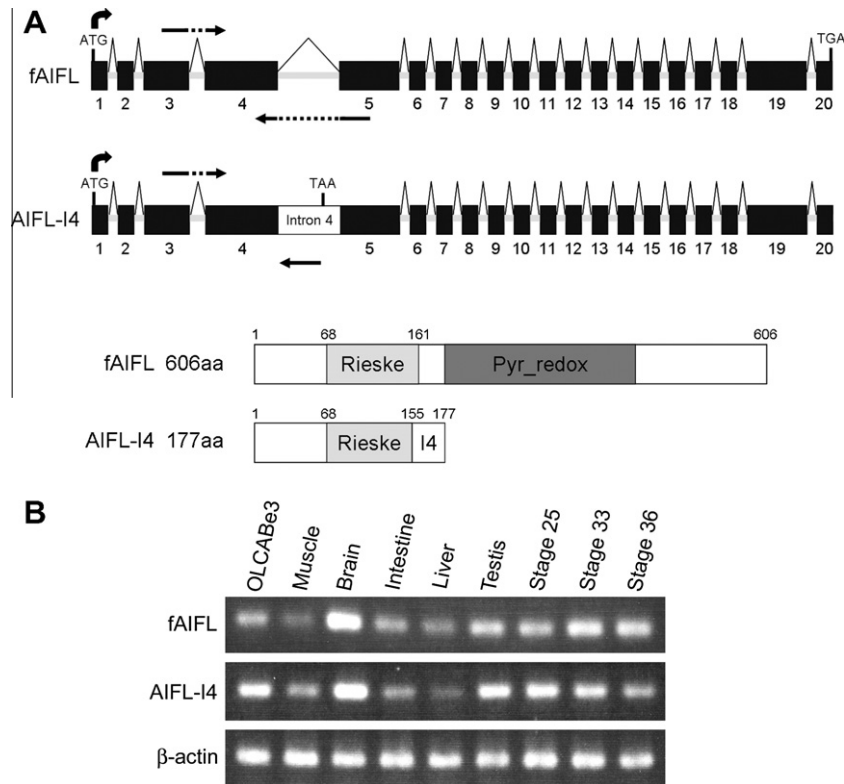 A
ATG
TGA
fAIFL
1 2 3 4 5 6 7 8 9 10 11 12 13 14 15 16 17 18 19 20
ATG
TAA
AIFL-I4
Intron 4
1 2 3 4 5 6 7 8 9 10 11 12 13 14 15 16 17 18 19 20
1 68 161 606
fAIFL 606aa
Rieske
Pyr_redox
1 68 155 177
AIFL-I4 177aa
Rieske
I4
B
OLCABe3
Muscle
Brain
Intestine
Liver
Testis
Stage 25
Stage 33
Stage 36
fAIFL
AIFL-I4
β-actin